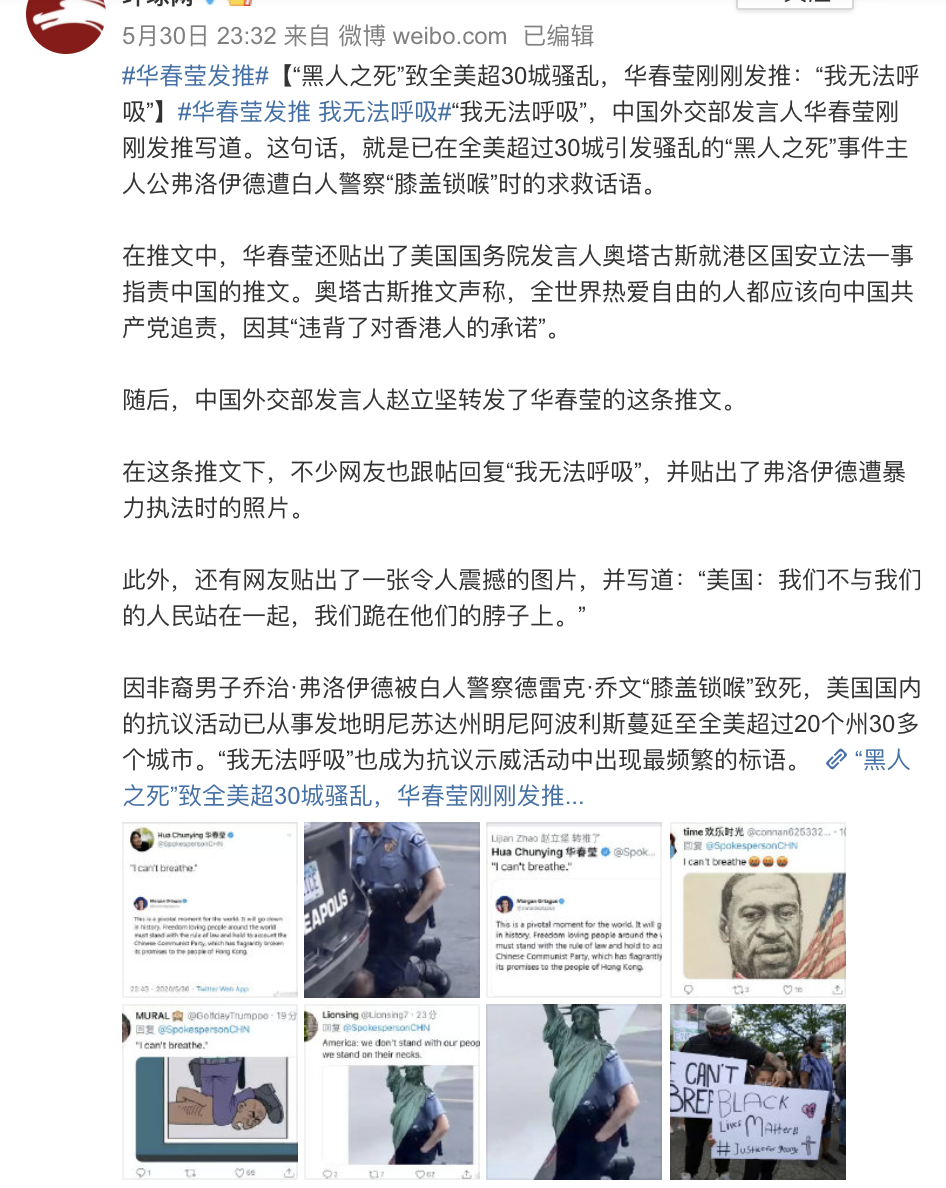 5月30日 23:32 来自 微博 weibo.com 已编辑
#华春莹发推#【“黑人之死”致全美超30城骚乱，华春莹刚刚发推：“我无法呼
吸”】#华春莹发推 我无法呼吸#“我无法呼吸”，中国外交部发言人华春莹刚
刚发推写道。这句话，就是已在全美超过30城引发骚乱的“黑人之死”事件主
人公弗洛伊德遭白人警察“膝盖锁喉”时的求救话语。
在推文中，华春莹还贴出了美国国务院发言人奥塔古斯就港区国安立法一事
指责中国的推文。奥塔古斯推文声称，全世界热爱自由的人都应该向中国共
产党追责，因其“违背了对香港人的承诺”。
随后，中国外交部发言人赵立坚转发了华春莹的这条推文。
在这条推文下，不少网友也跟帖回复“我无法呼吸”，并贴出了弗洛伊德遭暴
力执法时的照片。
此外，还有网友贴出了一张令人震撼的图片，并写道：“美国：我们不与我们
的人民站在一起，我们跪在他们的脖子上。”
因非裔男子乔治·弗洛伊德被白人警察德雷克·乔文“膝盖锁喉”致死，美国国内
的抗议活动已从事发地明尼苏达州明尼阿波利斯蔓延至全美超过20个州30多
个城市。“我无法呼吸”也成为抗议示威活动中出现最频繁的标语。 “黑人
之死”致全美超30城骚乱，华春莹刚刚发推...
Hua Chunying 华春莹
@SpokespersonCHN
"I can't breathe."
Morgan Ortagus
This is a pivotal moment for the world. It will go down
in history. Freedom loving people around the world
must stand with the rule of law and hold to account the
Chinese Communist Party, which has flagrantly broken
its promises to the people of Hong Kong.
22:43 · 2020/5/30 · Twitter Web App
EAPOLIS
Lijian Zhao 赵立坚 转推了
Hua Chunying 华春莹 @Spok...
"I can't breathe."
Morgan Ortagus
This is a pivotal moment for the world. It will g
in history. Freedom loving people around the w
must stand with the rule of law and hold to ac
Chinese Communist Party, which has flagrantly
its promises to the people of Hong Kong.
time 欢乐时光 @connan625332... · 1
回复 @SpokespersonCHN
I can't breathe
2
16
MURAL @GolfdayTrumpoo · 19分
回复 @SpokespersonCHN
"I can't breathe."
1
66
Lionsing @Lionsing7 · 23分
回复 @SpokespersonCHN
America: we don't stand with our peop
we stand on their necks.
2
7
67
I CAN'T
BREF
BLACK
Lives MAtter
# Justice for george